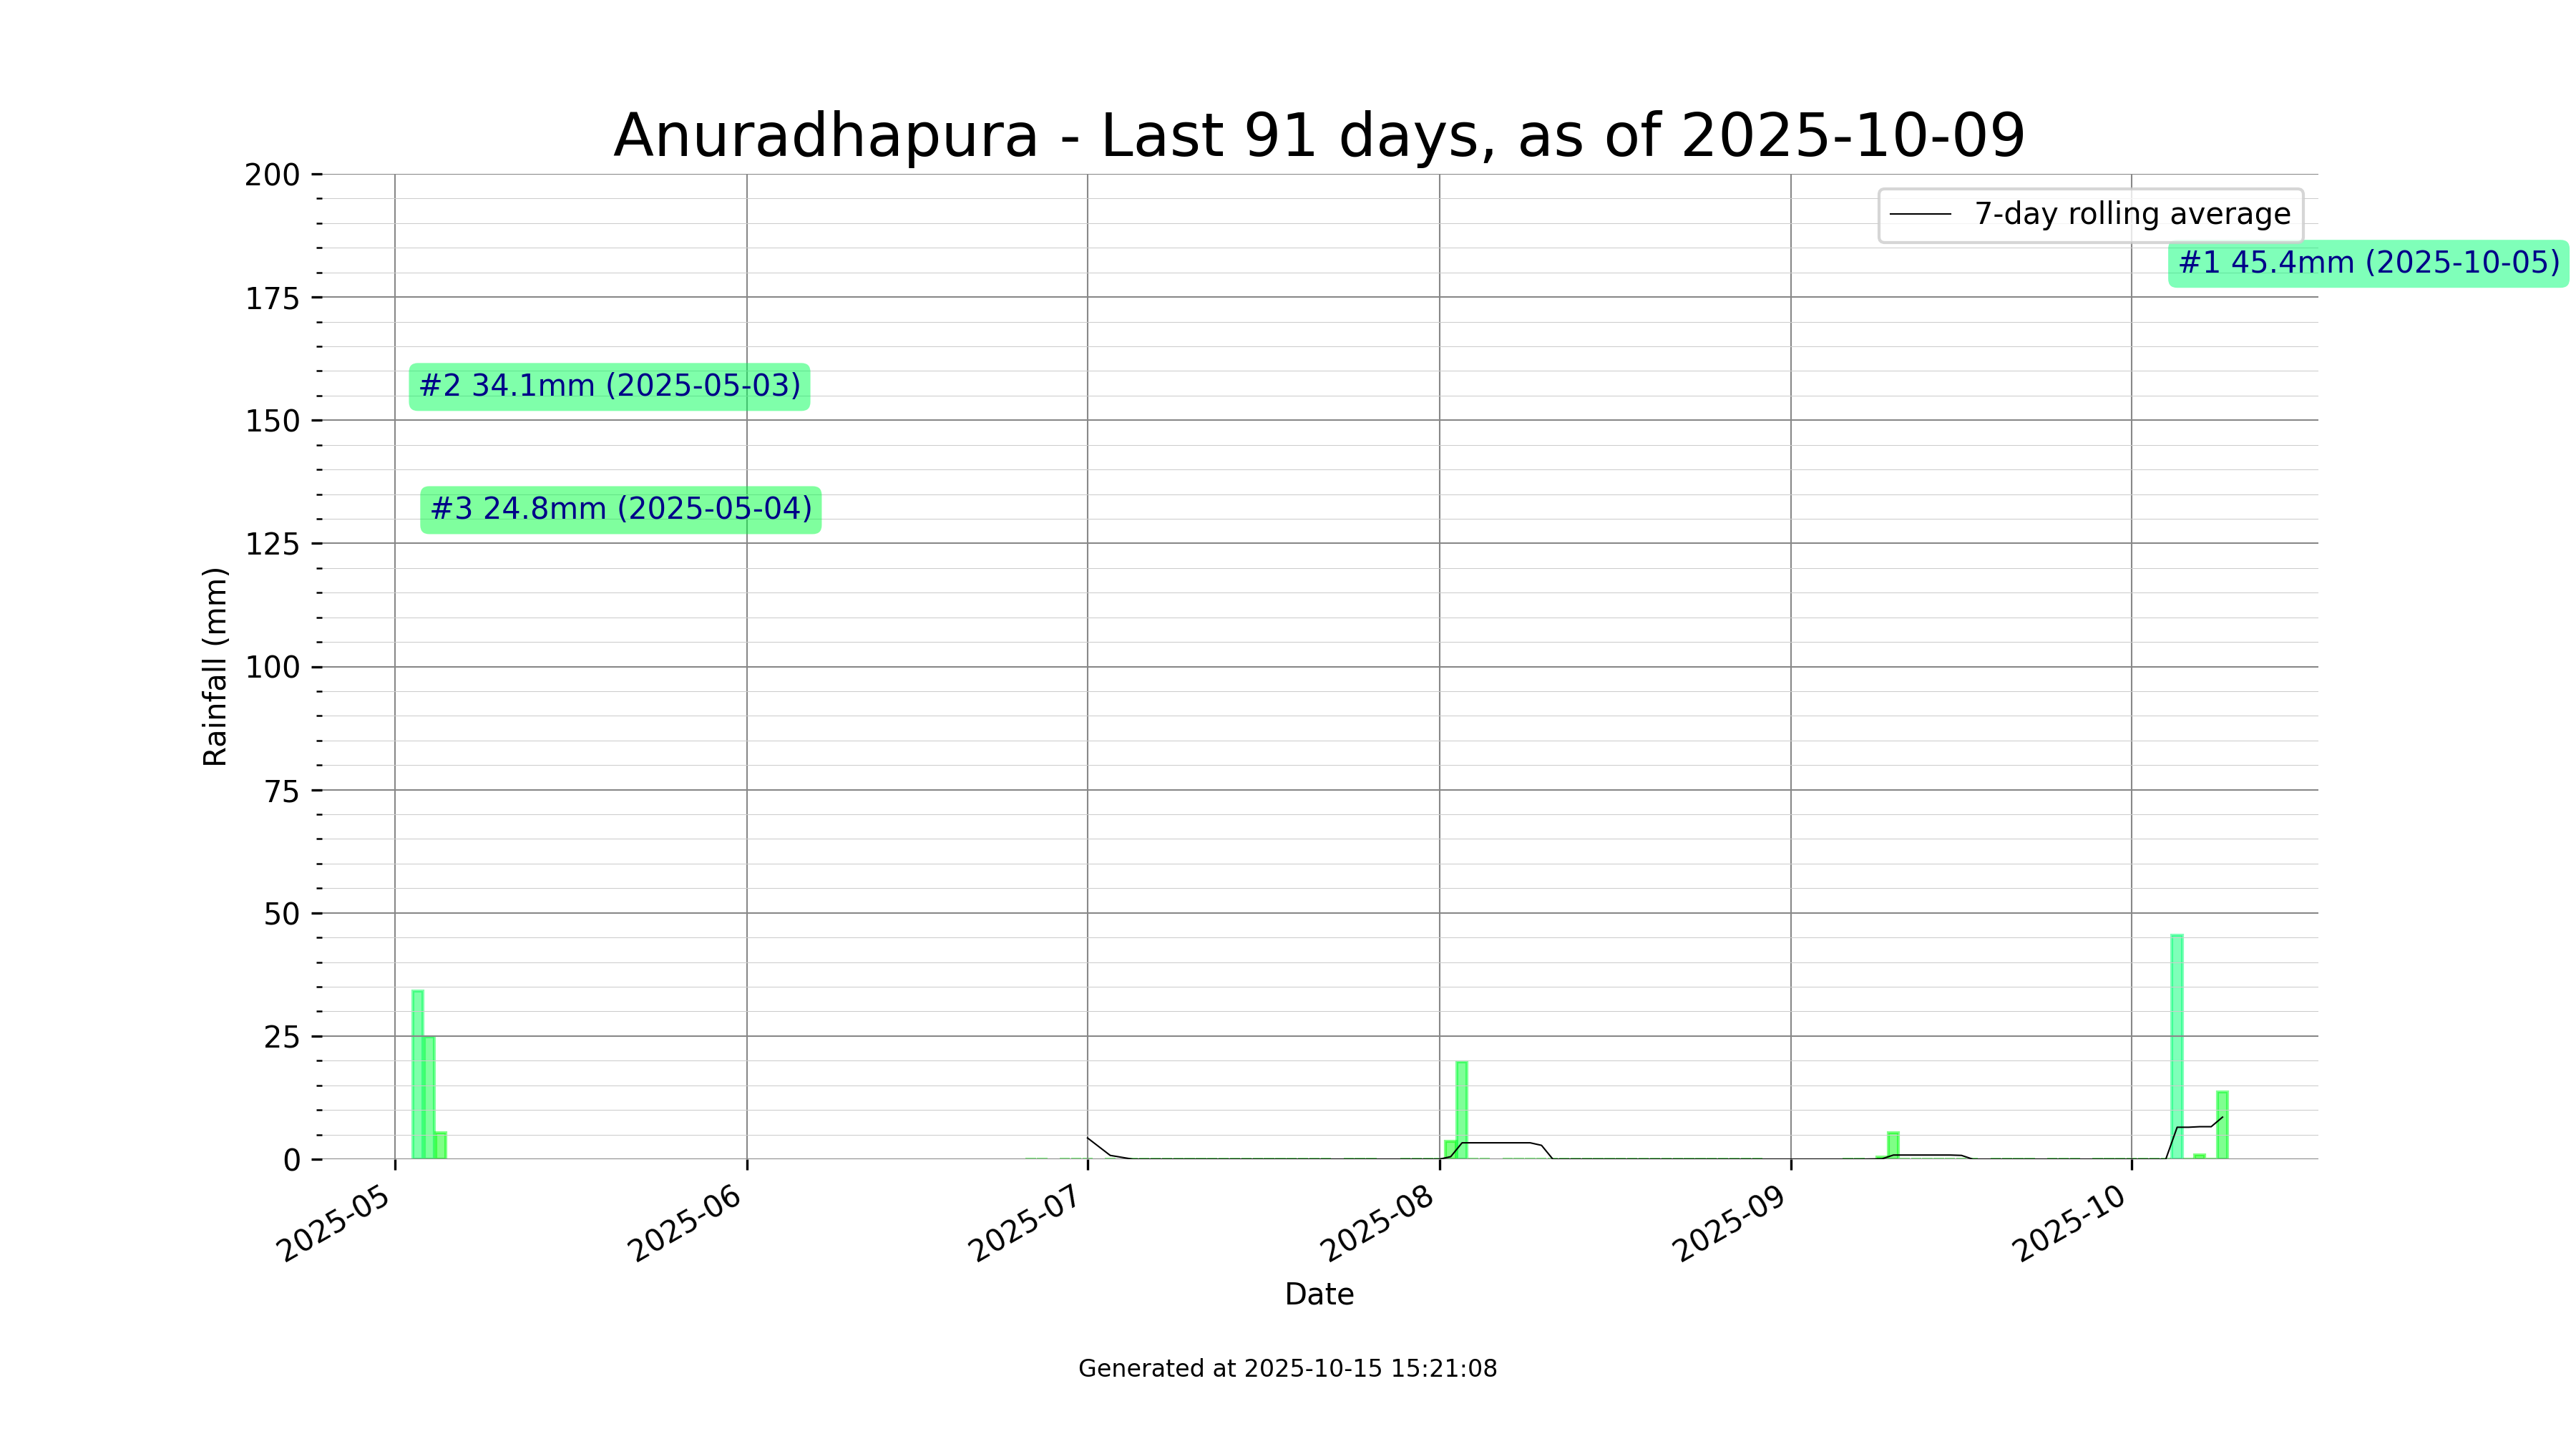 Anuradhapura - Last 91 days, as of 2025-10-09
7-day rolling average
#1 45.4mm (2025-10-05)
#2 34.1mm (2025-05-03)
#3 24.8mm (2025-05-04)
Rainfall (mm)
200
175
150
125
100
75
50
25
0
2025-05
2025-06
2025-07
2025-08
2025-09
2025-10
Date
Generated at 2025-10-15 15:21:08